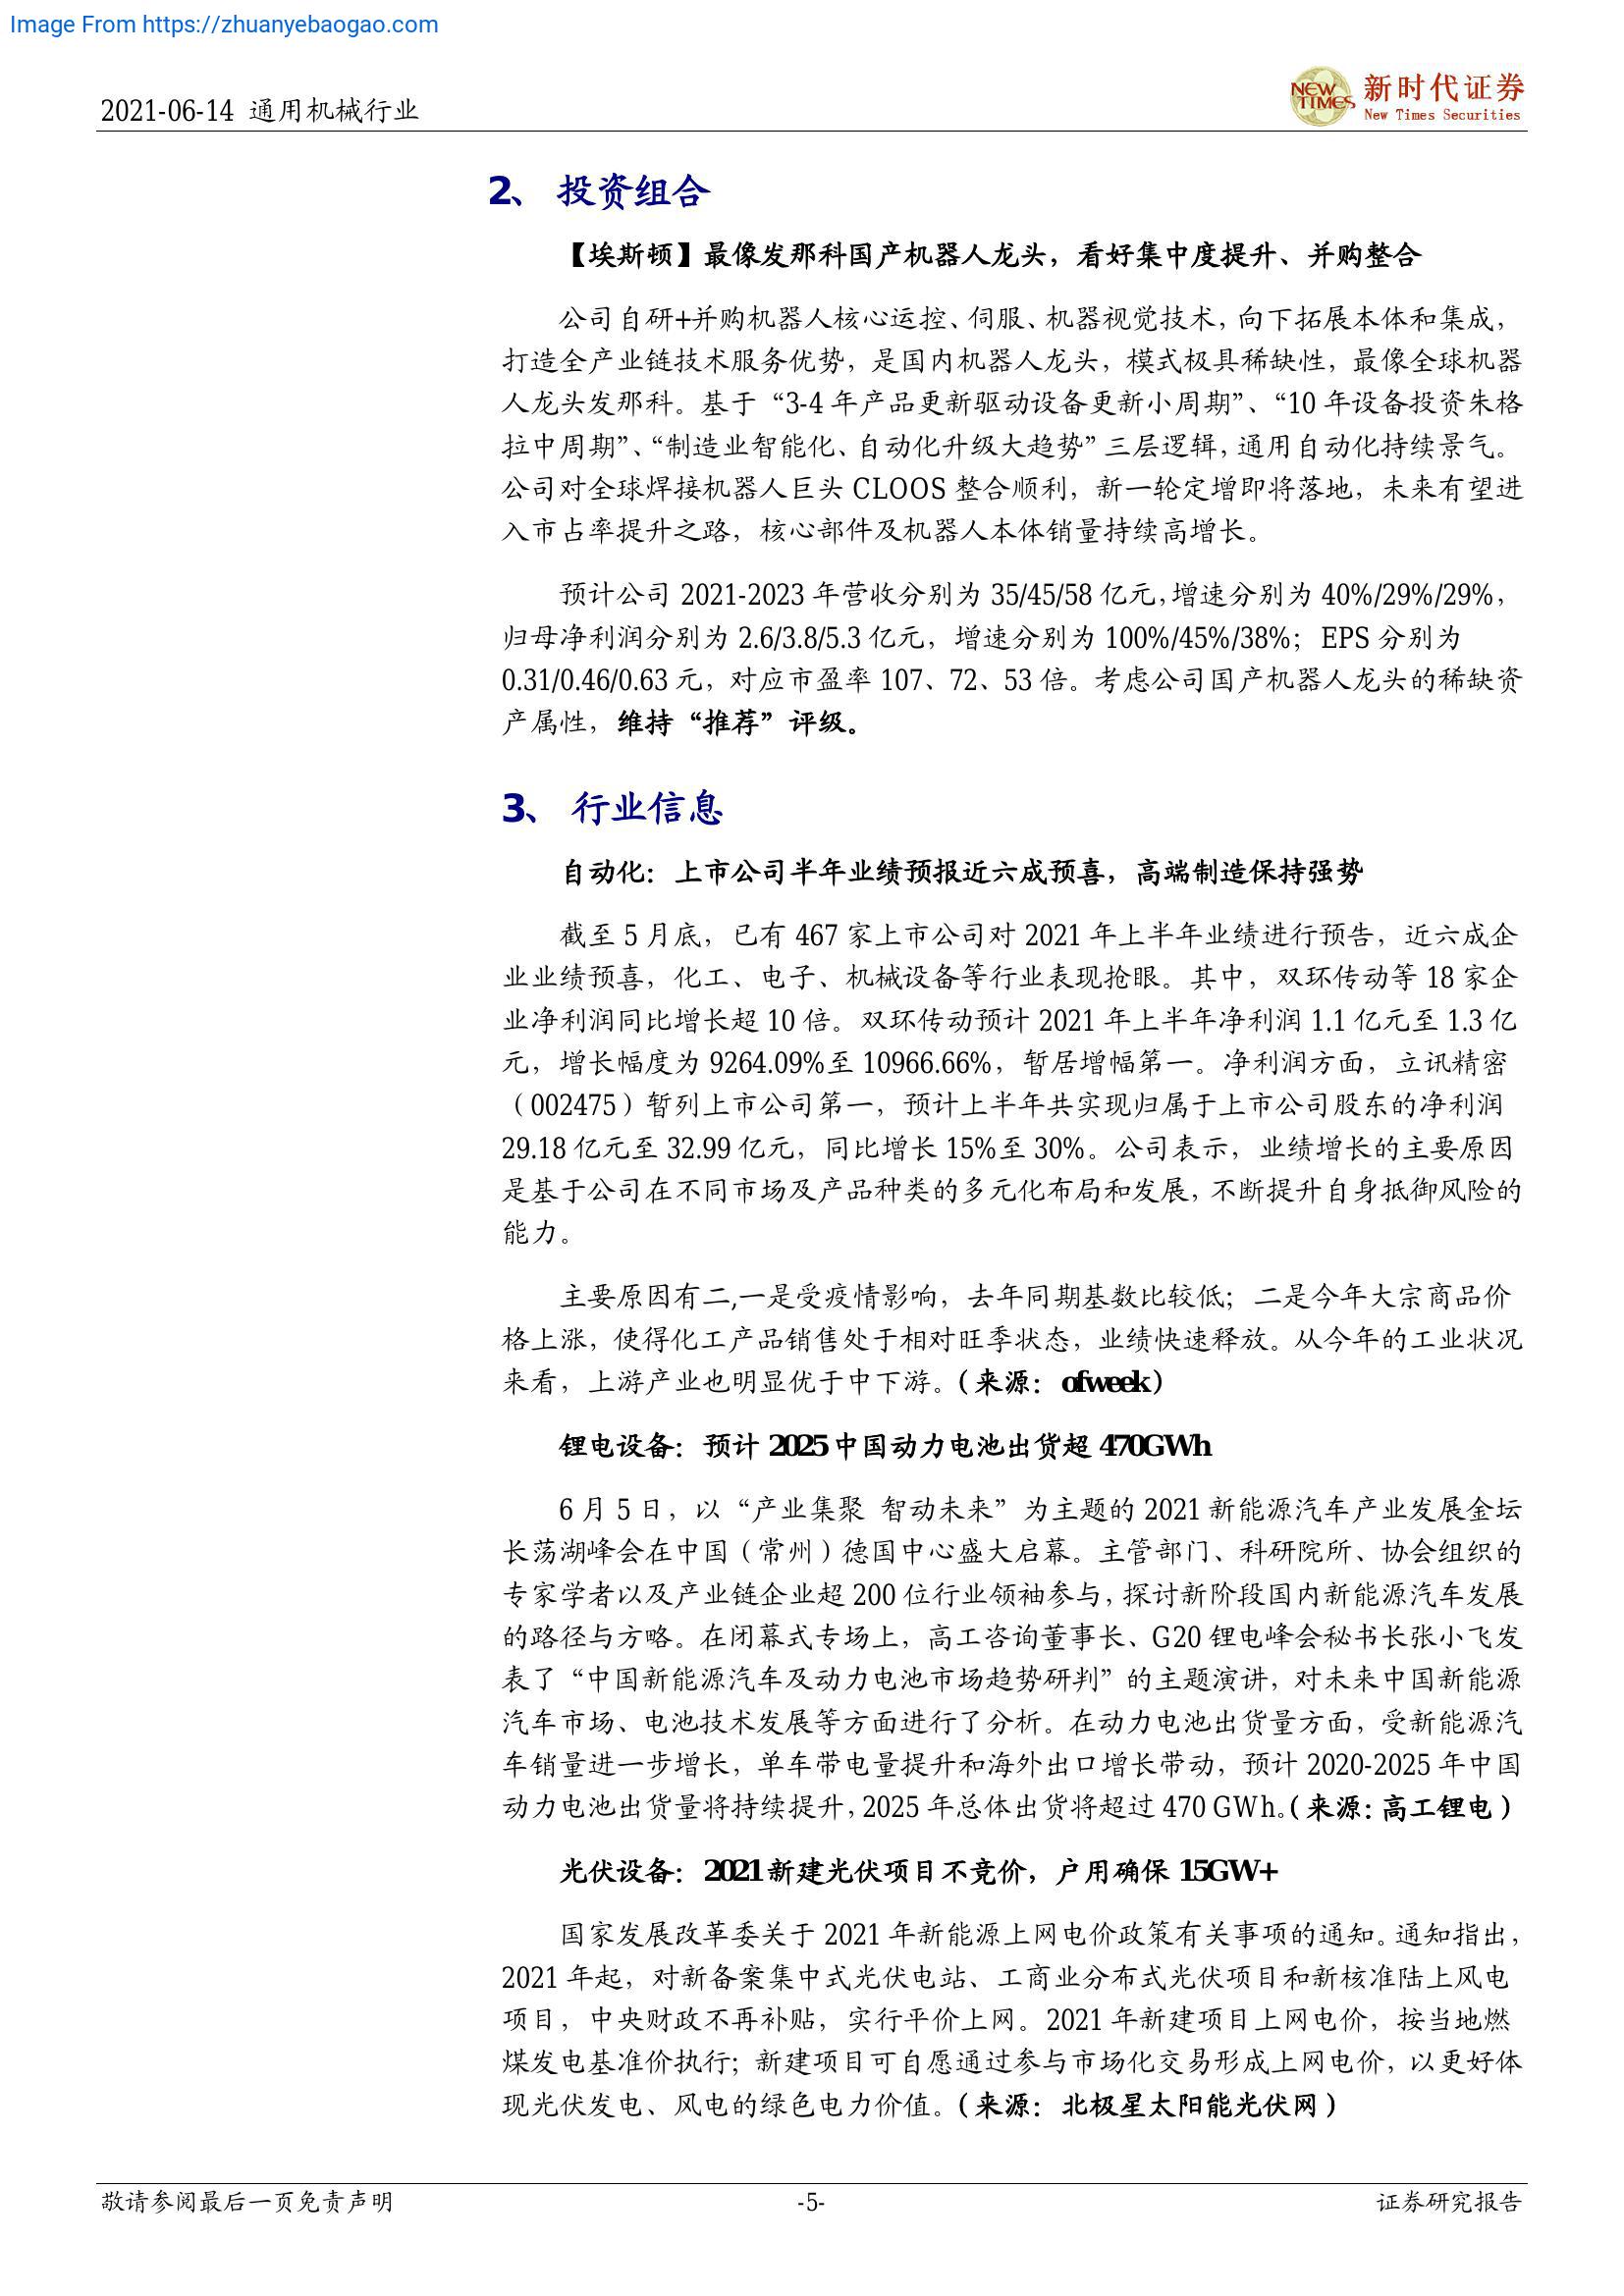 Image From https://zhuanyebaogao.com
2021-06-14 通用机械行业
NEW TIMES
新时代证券
New Times Securities
2、 投资组合
【埃斯顿】最像发那科国产机器人龙头，看好集中度提升、并购整合
公司自研+并购机器人核心运控、伺服、机器视觉技术，向下拓展本体和集成，
打造全产业链技术服务优势，是国内机器人龙头，模式极具稀缺性，最像全球机器
人龙头发那科。基于“3-4 年产品更新驱动设备更新小周期”、“10 年设备投资朱格
拉中周期”、“制造业智能化、自动化升级大趋势”三层逻辑，通用自动化持续景气。
公司对全球焊接机器人巨头 CLOOS 整合顺利，新一轮定增即将落地，未来有望进
入市占率提升之路，核心部件及机器人本体销量持续高增长。
预计公司 2021-2023 年营收分别为 35/45/58 亿元，增速分别为 40%/29%/29%，
归母净利润分别为 2.6/3.8/5.3 亿元，增速分别为 100%/45%/38%；EPS 分别为
0.31/0.46/0.63 元，对应市盈率 107、72、53 倍。考虑公司国产机器人龙头的稀缺资
产属性，维持“推荐”评级。
3、 行业信息
自动化：上市公司半年业绩预报近六成预喜，高端制造保持强势
截至 5 月底，已有 467 家上市公司对 2021 年上半年业绩进行预告，近六成企
业业绩预喜，化工、电子、机械设备等行业表现抢眼。其中，双环传动等 18 家企
业净利润同比增长超 10 倍。双环传动预计 2021 年上半年净利润 1.1 亿元至 1.3 亿
元，增长幅度为 9264.09%至 10966.66%，暂居增幅第一。净利润方面，立讯精密
（002475）暂列上市公司第一，预计上半年共实现归属于上市公司股东的净利润
29.18 亿元至 32.99 亿元，同比增长 15%至 30%。公司表示，业绩增长的主要原因
是基于公司在不同市场及产品种类的多元化布局和发展，不断提升自身抵御风险的
能力。
主要原因有二,一是受疫情影响，去年同期基数比较低；二是今年大宗商品价
格上涨，使得化工产品销售处于相对旺季状态，业绩快速释放。从今年的工业状况
来看，上游产业也明显优于中下游。（来源：ofweek）
锂电设备：预计 2025 中国动力电池出货超 470GWh
6 月 5 日，以“产业集聚 智动未来”为主题的 2021 新能源汽车产业发展金坛
长荡湖峰会在中国（常州）德国中心盛大启幕。主管部门、科研院所、协会组织的
专家学者以及产业链企业超 200 位行业领袖参与，探讨新阶段国内新能源汽车发展
的路径与方略。在闭幕式专场上，高工咨询董事长、G20 锂电峰会秘书长张小飞发
表了“中国新能源汽车及动力电池市场趋势研判”的主题演讲，对未来中国新能源
汽车市场、电池技术发展等方面进行了分析。在动力电池出货量方面，受新能源汽
车销量进一步增长，单车带电量提升和海外出口增长带动，预计 2020-2025 年中国
动力电池出货量将持续提升，2025 年总体出货将超过 470 GWh。（来源：高工锂电）
光伏设备：2021 新建光伏项目不竞价，户用确保 15GW+
国家发展改革委关于 2021 年新能源上网电价政策有关事项的通知。通知指出，
2021 年起，对新备案集中式光伏电站、工商业分布式光伏项目和新核准陆上风电
项目，中央财政不再补贴，实行平价上网。2021 年新建项目上网电价，按当地燃
煤发电基准价执行；新建项目可自愿通过参与市场化交易形成上网电价，以更好体
现光伏发电、风电的绿色电力价值。（来源：北极星太阳能光伏网）
敬请参阅最后一页免责声明
-5-
证券研究报告